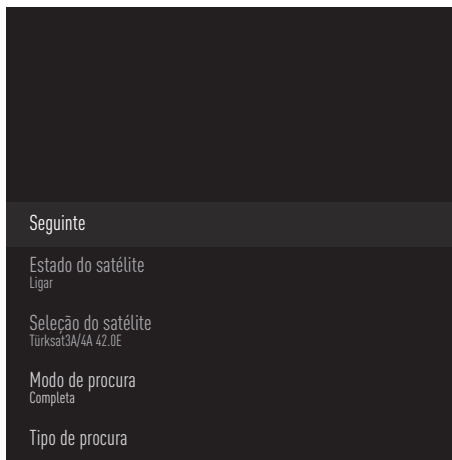 Seguinte
Estado do satélite
Ligar
Seleção do satélite
Türksat3A/4A 42.0E
Modo de procura
Completa
Tipo de procura